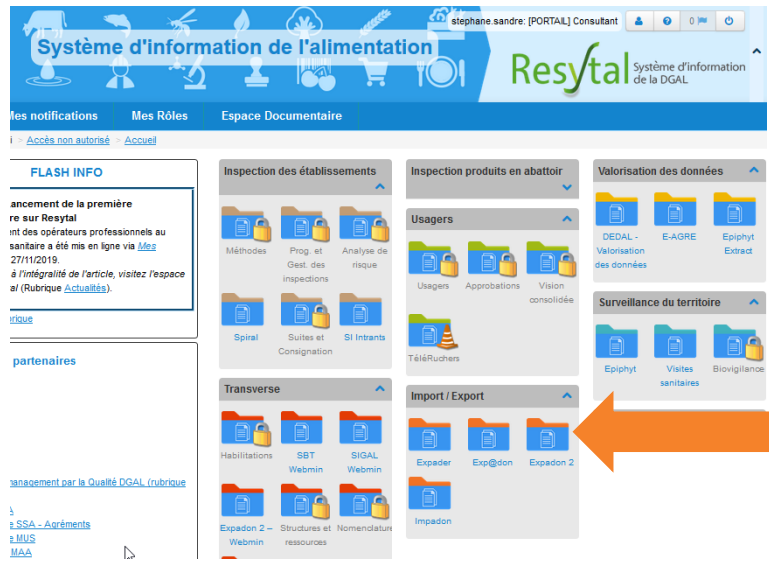 stephane.sandre: [PORTAIL] Consultant
0
Système d'information de l'alimentation
Resytal
Système d'information
de la DGAL
Mes notifications
Mes Rôles
Espace Documentaire
i > Accès non autorisé > Accueil
FLASH INFO
ancement de la première
re sur Resytal
ent des opérateurs professionnels au
sanitaire a été mis en ligne via Mes
27/11/2019.
à l'intégralité de l'article, visitez l'espace
al (Rubrique Actualités).
brique
partenaires
management par la Qualité DGAL (rubrique
A
e SSA - Agréments
e MUS
MAA
Inspection des établissements
Méthodes
Prog. et
Gest. des
inspections
Analyse de
risque
Spiral
Suites et
Consignation
SI Intrants
Transverse
Habilitations
SBT
Webmin
SIGAL
Webmin
Expadon 2 –
Webmin
Structures et
ressources
Nomenclature
Inspection produits en abattoir
Usagers
Usagers
Approbations
Vision
consolidée
TéléRuchers
Import / Export
Expader
Exp@don
Expadon 2
Impadon
Valorisation des données
DEDAL -
Valorisation
des données
E-AGRE
Epiphyt
Extract
Surveillance du territoire
Epiphyt
Visites
sanitaires
Biovigilance